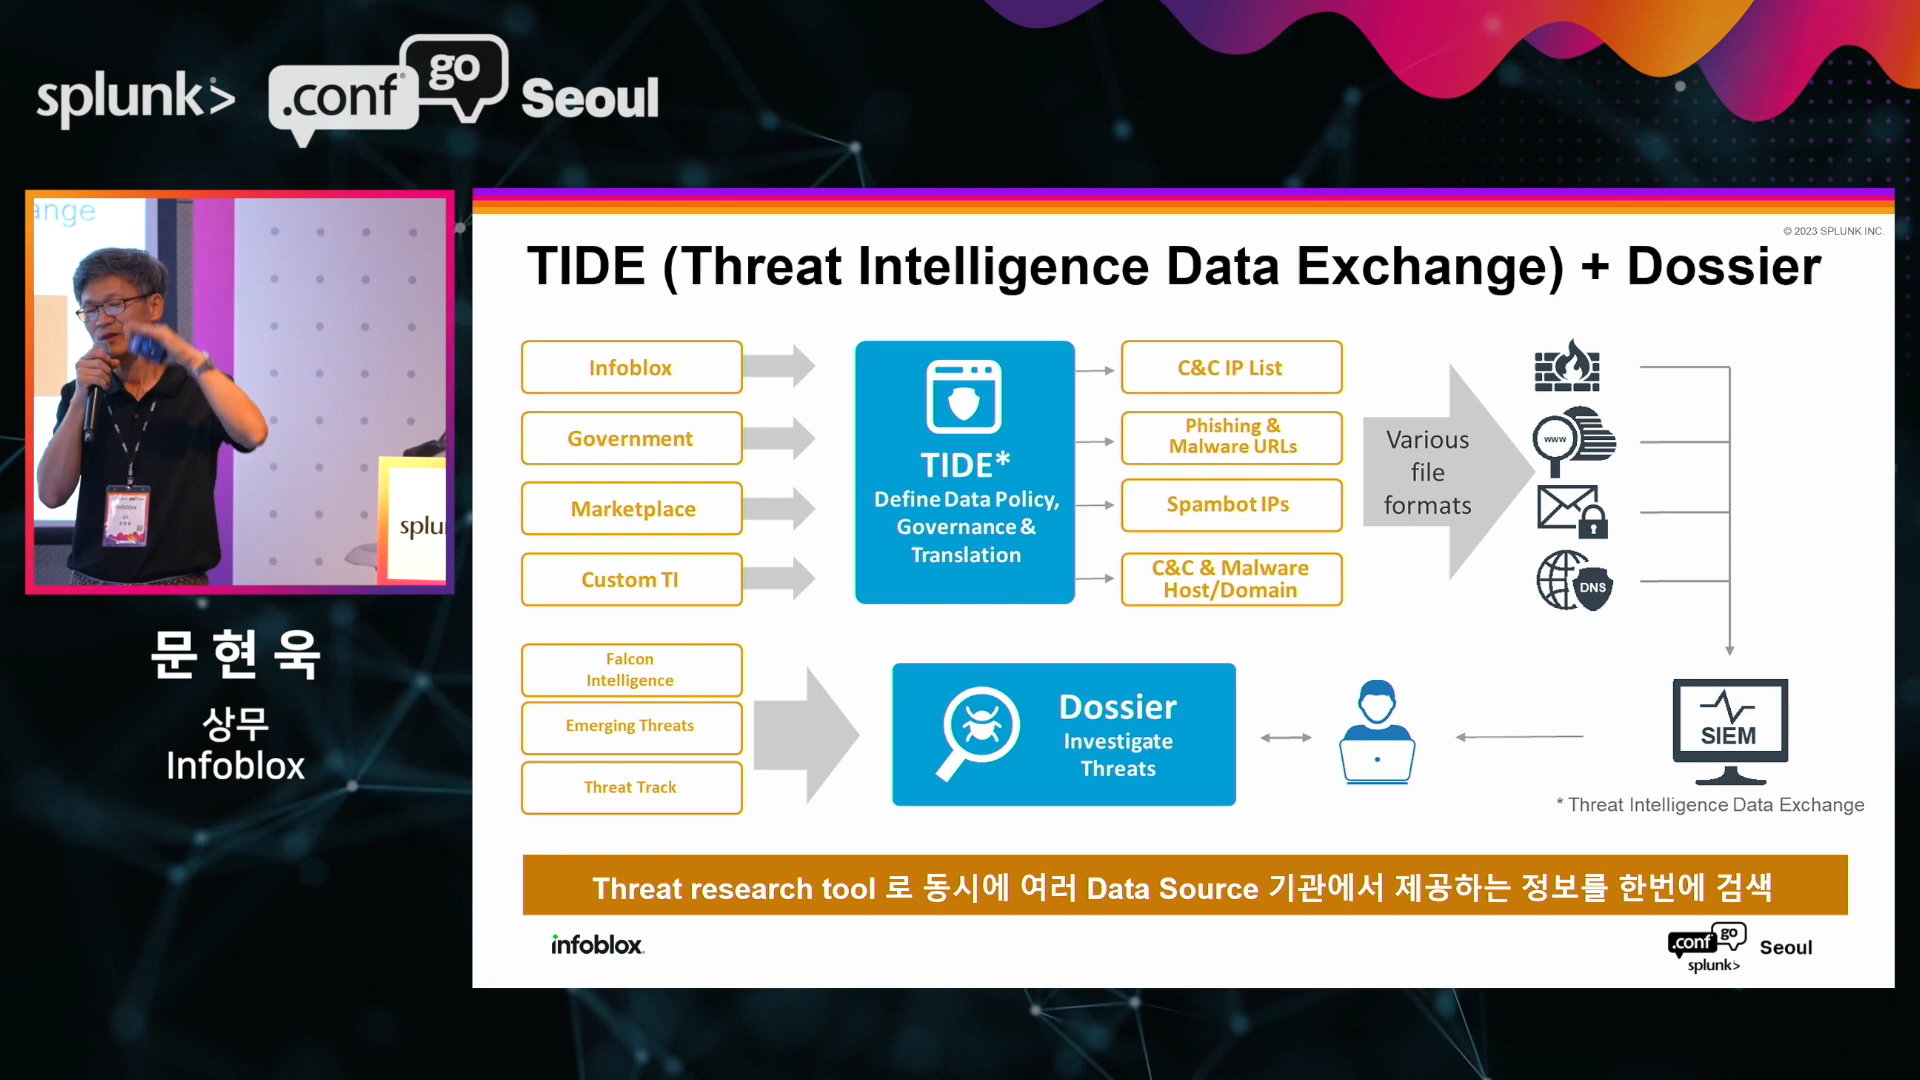 splunk>
.conf go Seoul
ange
splu
문현욱
상무
Infoblox
© 2023 SPLUNK INC.
TIDE (Threat Intelligence Data Exchange) + Dossier
Infoblox
Government
Marketplace
Custom TI
TIDE*
Define Data Policy,
Governance &
Translation
C&C IP List
Phishing &
Malware URLs
Spambot IPs
C&C & Malware
Host/Domain
Various
file
formats
www
DNS
Falcon
Intelligence
Emerging Threats
Threat Track
Dossier
Investigate
Threats
SIEM
* Threat Intelligence Data Exchange
Threat research tool 로 동시에 여러 Data Source 기관에서 제공하는 정보를 한번에 검색
infoblox
.conf go Seoul
splunk>